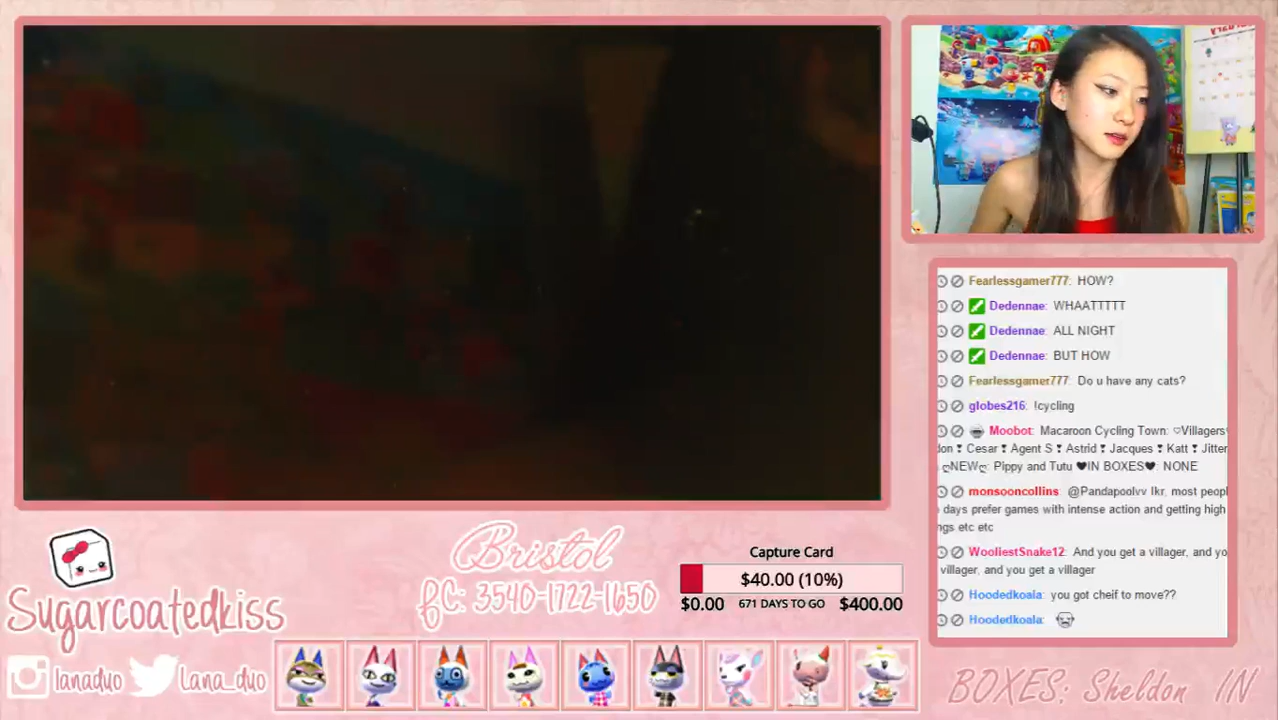 Fearlessgamer777: HOW?
Dedennae: WHAATTTTT
Dedennae: ALL NIGHT
Dedennae: BUT HOW
Fearlessgamer777: Do u have any cats?
globes216: !cycling
Moobot: Macaroon Cycling Town: ♡Villagers
don ❢ Cesar ❢ Agent S ❢ Astrid ❢ Jacques ❢ Katt ❢ Jitter
ღNEWღ: Pippy and Tutu ♥IN BOXES♥: NONE
monsooncollins: @Pandapoolvv Ikr, most peopl
days prefer games with intense action and getting high
ngs etc etc
WooliestSnake12: And you get a villager, and yo
villager, and you get a villager
Hoodedkoala: you got cheif to move??
Hoodedkoala:
Sugarcoatedkiss
lanaduo
Lana_duo
Bristol
fC: 3540-1722-1650
Capture Card
$40.00 (10%)
$0.00 671 DAYS TO GO $400.00
BOXES: Sheldon IN